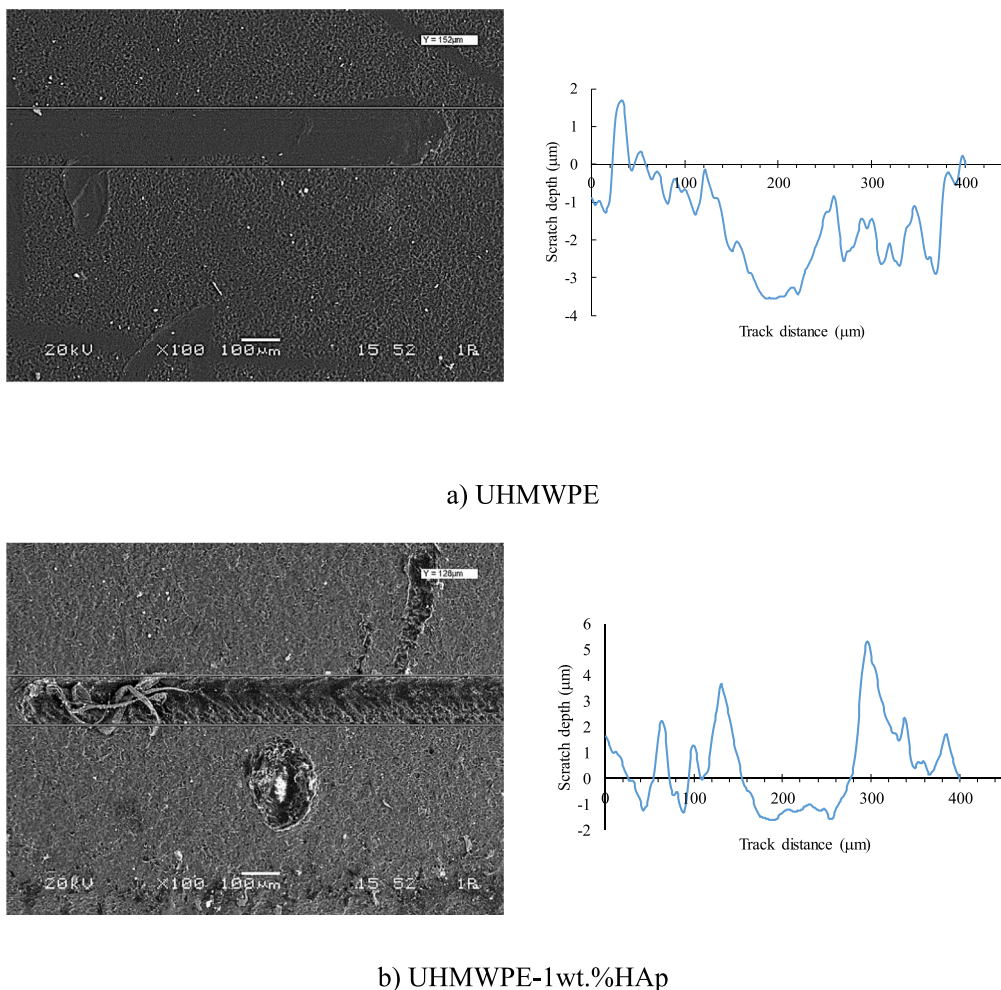 Y = 152µm
20kV X100 100µm 15 52 1R
2
1
0
-1
-2
-3
-4
0 100 200 300 400
Scratch depth (µm)
Track distance (µm)
a) UHMWPE
Y = 128µm
20kV X100 100µm 15 52 1R
6
5
4
3
2
1
0
-1
-2
0 100 200 300 400
Scratch depth (µm)
Track distance (µm)
b) UHMWPE-1wt.%HAp